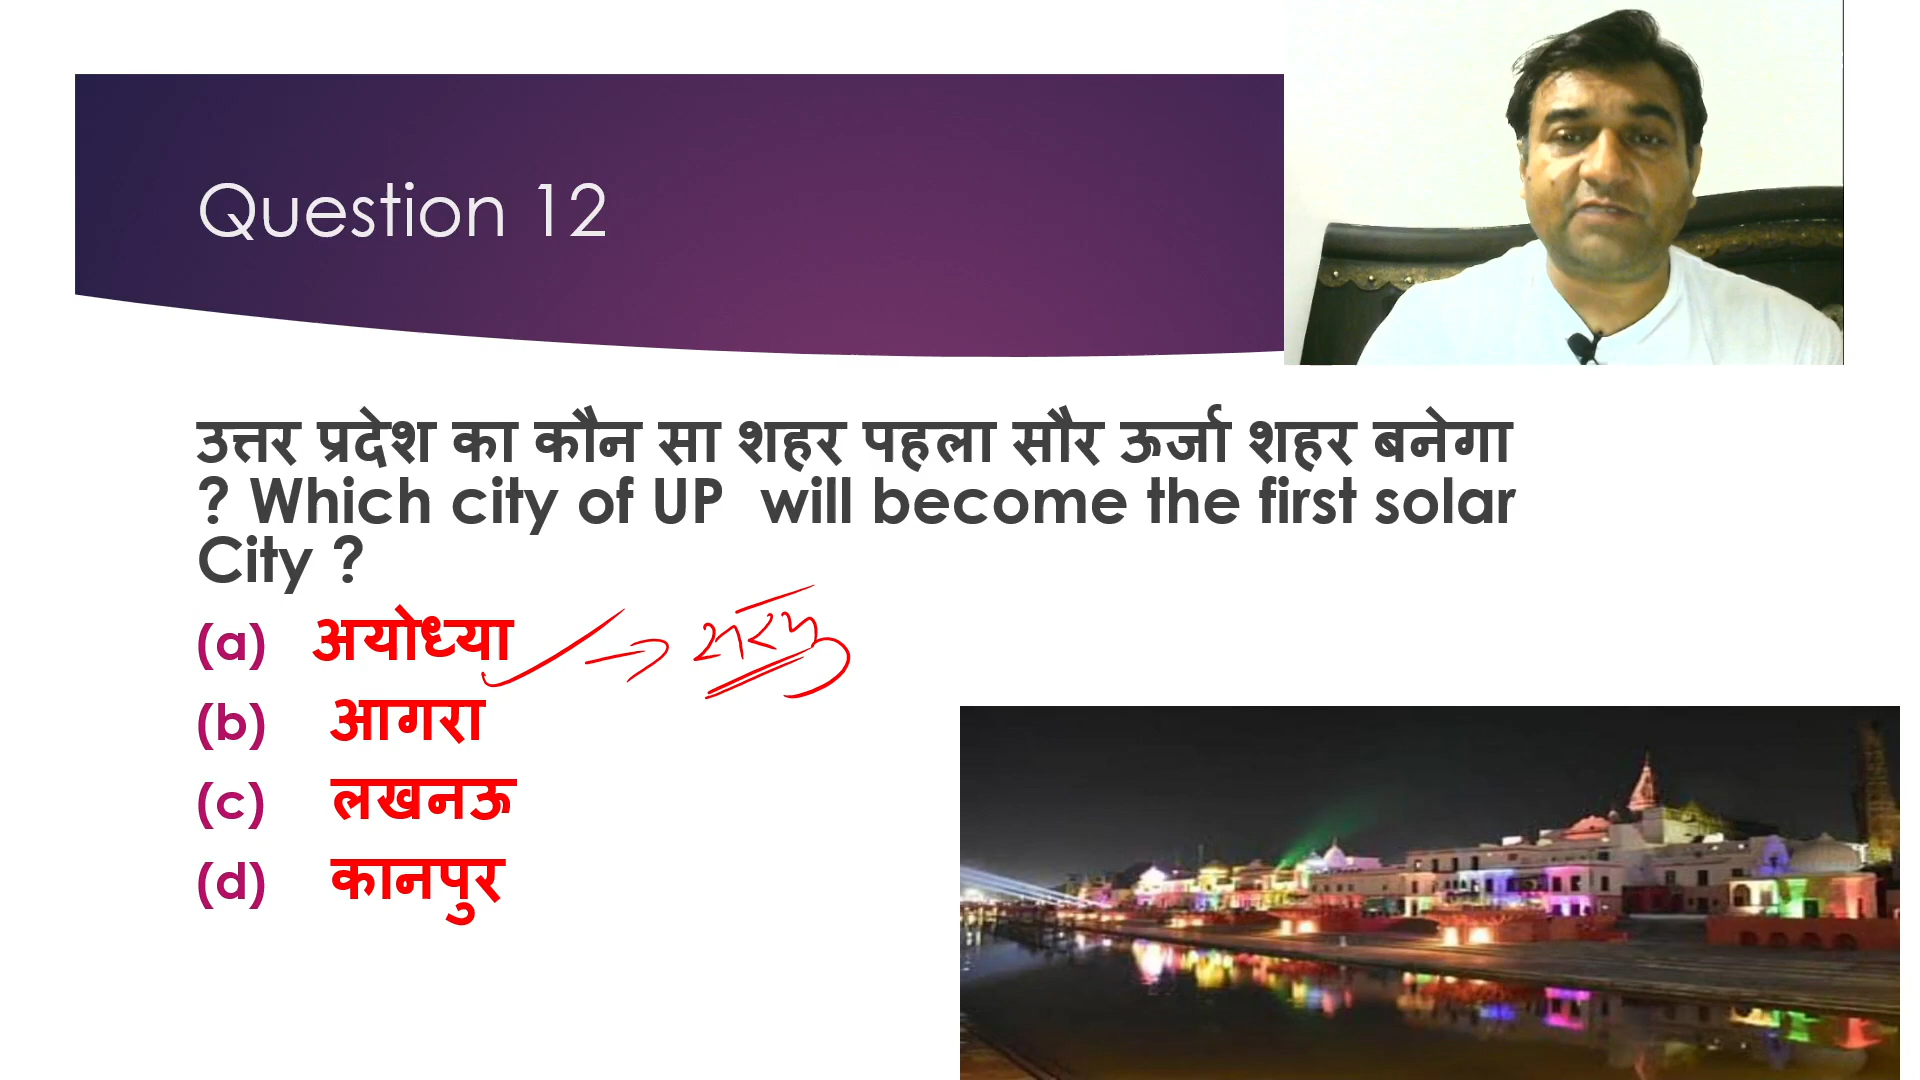 Question 12
उत्तर प्रदेश का कौन सा शहर पहला सौर ऊर्जा शहर बनेगा
? Which city of UP will become the first solar
City ?
(a) अयोध्या → सरयु
(b) आगरा
(c) लखनऊ
(d) कानपुर